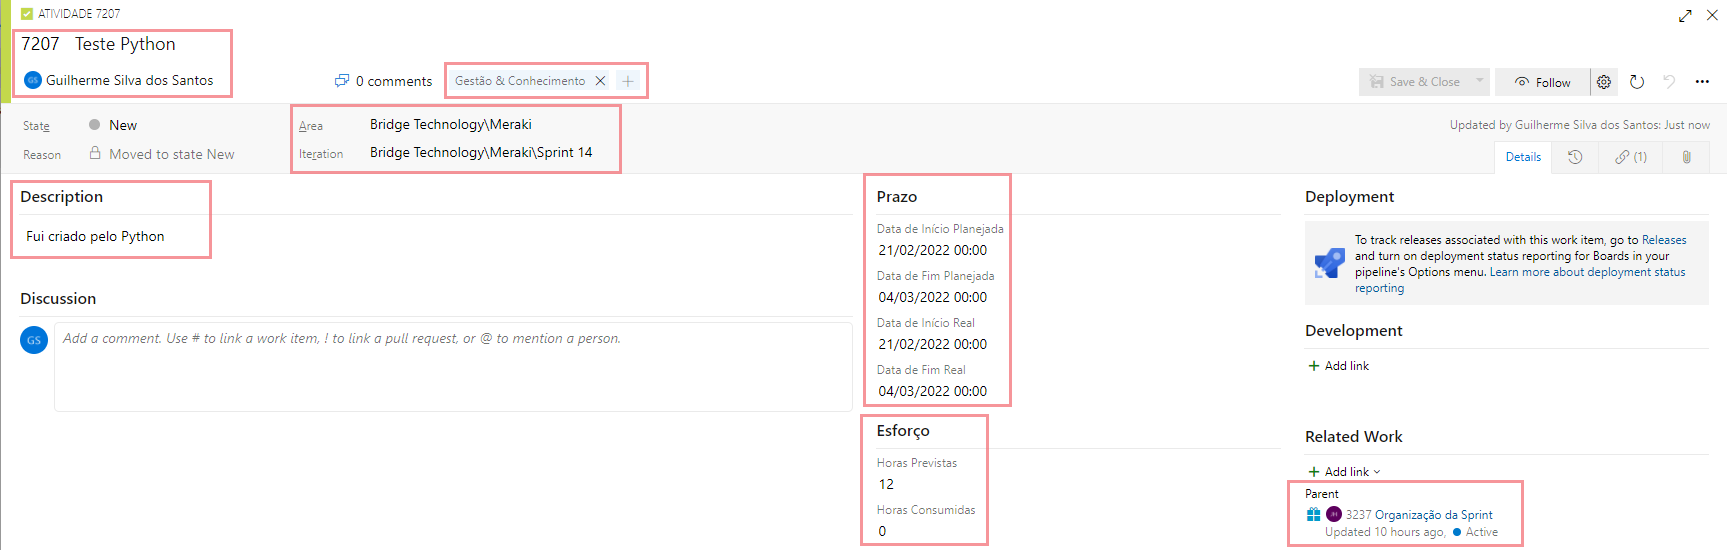 ATIVIDADE 7207
7207 Teste Python
GS Guilherme Silva dos Santos
0 comments
Gestão & Conhecimento
Save & Close
Follow
State New
Reason Moved to state New
Area Bridge Technology\Meraki
Iteration Bridge Technology\Meraki\Sprint 14
Updated by Guilherme Silva dos Santos: Just now
Details
(1)
Description
Fui criado pelo Python
Discussion
GS
Add a comment. Use # to link a work item, ! to link a pull request, or @ to mention a person.
Prazo
Data de Início Planejada
21/02/2022 00:00
Data de Fim Planejada
04/03/2022 00:00
Data de Início Real
21/02/2022 00:00
Data de Fim Real
04/03/2022 00:00
Esforço
Horas Previstas
12
Horas Consumidas
0
Deployment
To track releases associated with this work item, go to Releases
and turn on deployment status reporting for Boards in your
pipeline's Options menu. Learn more about deployment status
reporting
Development
+ Add link
Related Work
+ Add link
Parent
JH 3237 Organização da Sprint
Updated 10 hours ago, Active